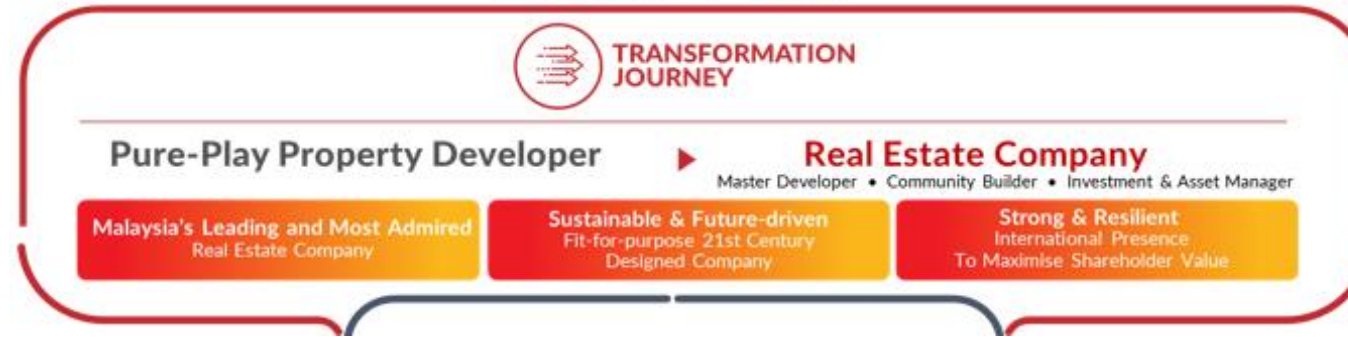 TRANSFORMATION
JOURNEY
Pure-Play Property Developer
Real Estate Company
Master Developer • Community Builder • Investment & Asset Manager
Malaysia's Leading and Most Admired
Real Estate Company
Sustainable & Future-driven
Fit-for-purpose 21st Century
Designed Company
Strong & Resilient
International Presence
To Maximise Shareholder Value